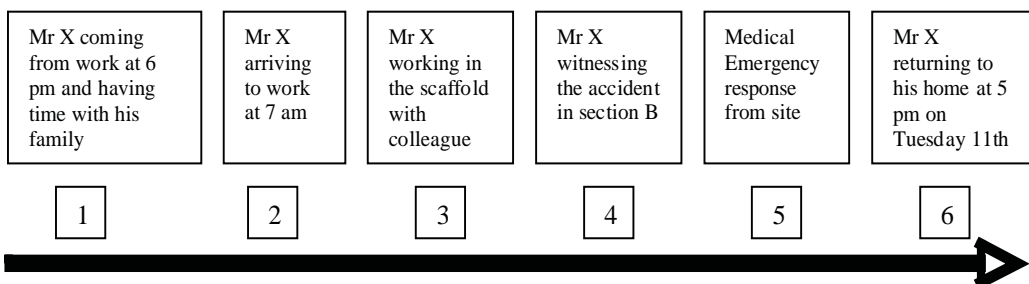 Mr X coming
from work at 6
pm and having
time with his
family
Mr X
arriving
to work
at 7 am
Mr X
working in
the scaffold
with
colleague
Mr X
witnessing
the accident
in section B
Medical
Emergency
response
from site
Mr X
returning to
his home at 5
pm on
Tuesday 11th
1
2
3
4
5
6